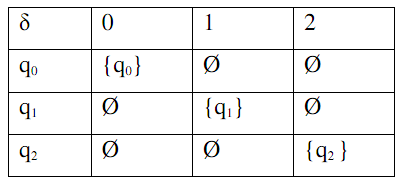 δ 0 1 2
q₀ {q₀} Ø Ø
q₁ Ø {q₁} Ø
q₂ Ø Ø {q₂ }